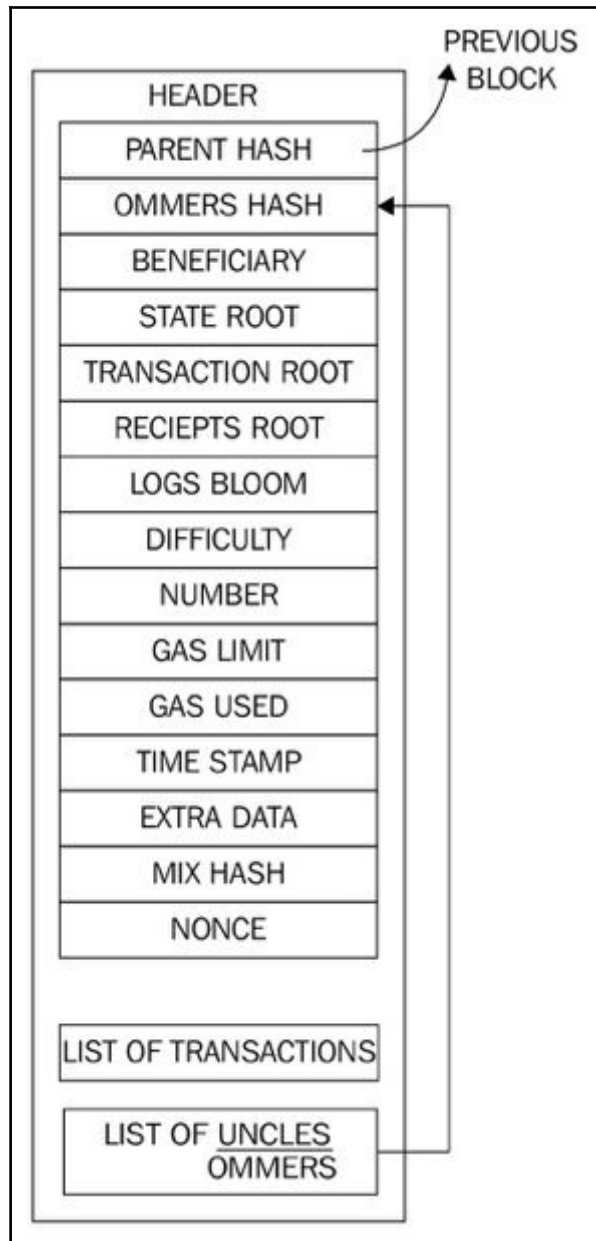 PREVIOUS
BLOCK
HEADER
PARENT HASH
OMMERS HASH
BENEFICIARY
STATE ROOT
TRANSACTION ROOT
RECIEPTS ROOT
LOGS BLOOM
DIFFICULTY
NUMBER
GAS LIMIT
GAS USED
TIME STAMP
EXTRA DATA
MIX HASH
NONCE
LIST OF TRANSACTIONS
LIST OF UNCLES
OMMERS